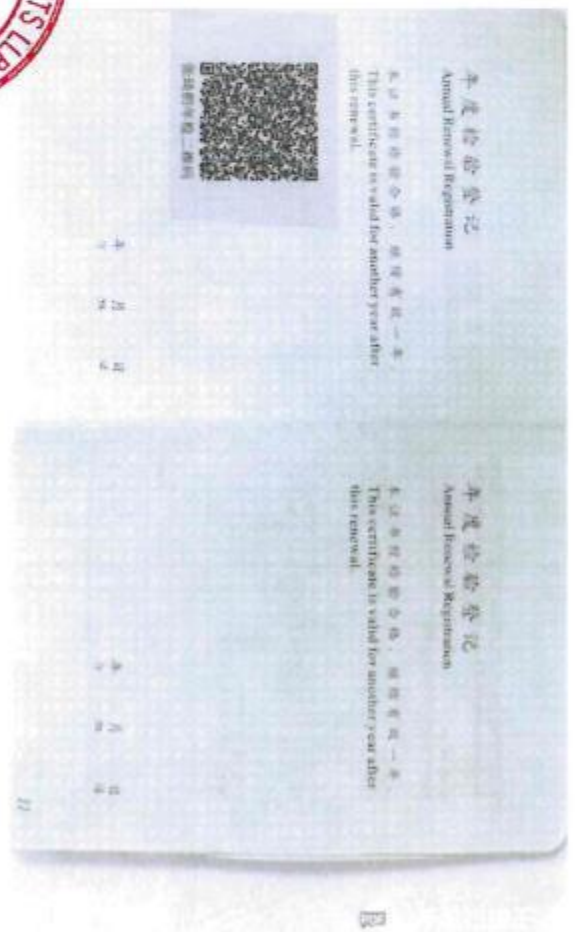 年度检验登记
Annual Renewal Registration
本证书经检验合格，继续有效一年
This certificate is valid for another year after
this renewal.
年 月 日
y m d
年度检验登记
Annual Renewal Registration
本证书经检验合格，继续有效一年
This certificate is valid for another year after
this renewal.
年 月 日
y m d
TS LLP